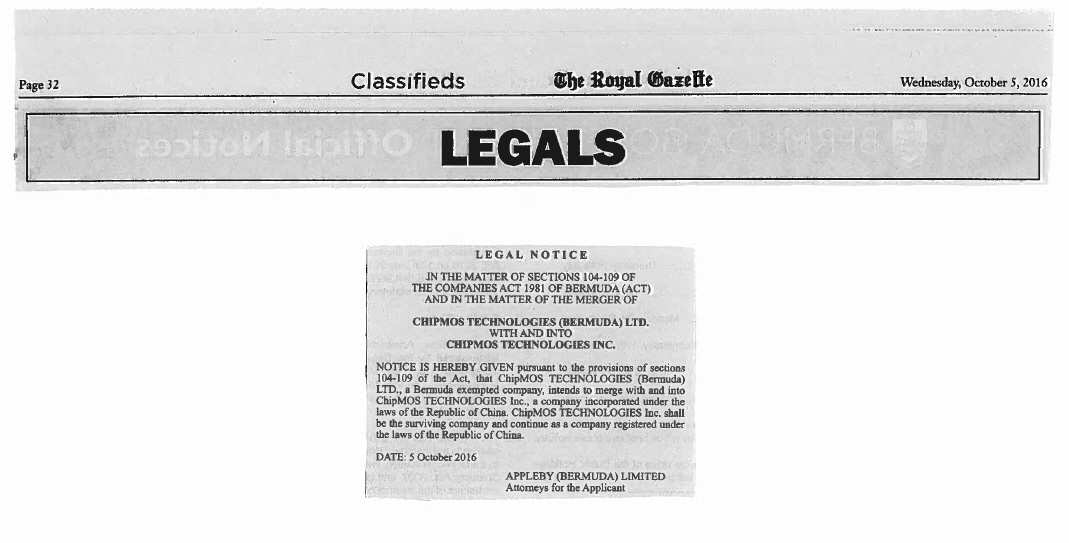 Page 32 Classifieds The Royal Gazette Wednesday, October 5, 2016
LEGALS
LEGAL NOTICE
IN THE MATTER OF SECTIONS 104-109 OF
THE COMPANIES ACT 1981 OF BERMUDA (ACT)
AND IN THE MATTER OF THE MERGER OF
CHIPMOS TECHNOLOGIES (BERMUDA) LTD.
WITH AND INTO
CHIPMOS TECHNOLOGIES INC.
NOTICE IS HEREBY GIVEN pursuant to the provisions of sections
104-109 of the Act, that ChipMOS TECHNOLOGIES (Bermuda)
LTD., a Bermuda exempted company, intends to merge with and into
ChipMOS TECHNOLOGIES Inc., a company incorporated under the
laws of the Republic of China. ChipMOS TECHNOLOGIES Inc. shall
be the surviving company and continue as a company registered under
the laws of the Republic of China.
DATE: 5 October 2016
APPLEBY (BERMUDA) LIMITED
Attorneys for the Applicant